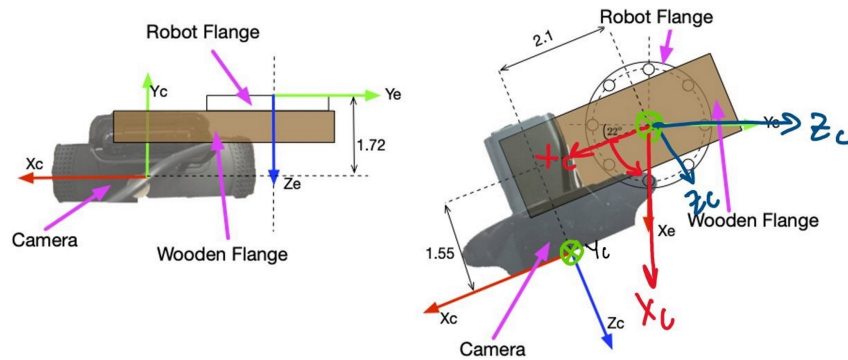 Robot Flange
Yc
Ye
1.72
Xc
Ze
Camera
Wooden Flange
Robot Flange
2.1
22°
Zc
Xc
Zc
Wooden Flange
Xe
1.55
Yc
Xc
Xc
Zc
Camera